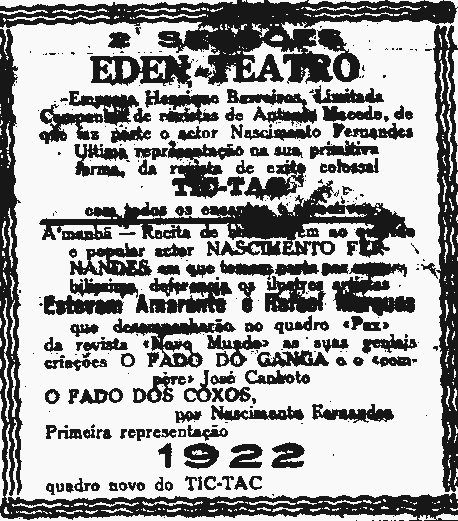 2 SESSÕES
EDEN-TEATRO
Empresa Henrique Barreiros, Limitada
Companhia de revistas de Antonio Macedo, de
que faz parte o actor Nascimento Fernandes
Ultima representação na sua primitiva
forma, da revista de exito colossal
TIC-TAC
com todos os
A'manhã — Recita de em ao
e popular actor NASCIMENTO FER-
NANDES em que tomam parte por
bilissima deferencia os ilustres artistas
Estevam Amarante e Rafael Marques
que desempenharão no quadro «Paz»
da revista «Novo Mundo» as suas geniais
criações O FADO DO GANGA e o «com-
père» José Canhoto
O FADO DOS COXOS,
por Nascimento Fernandes
Primeira representação
1922
quadro novo do TIC-TAC